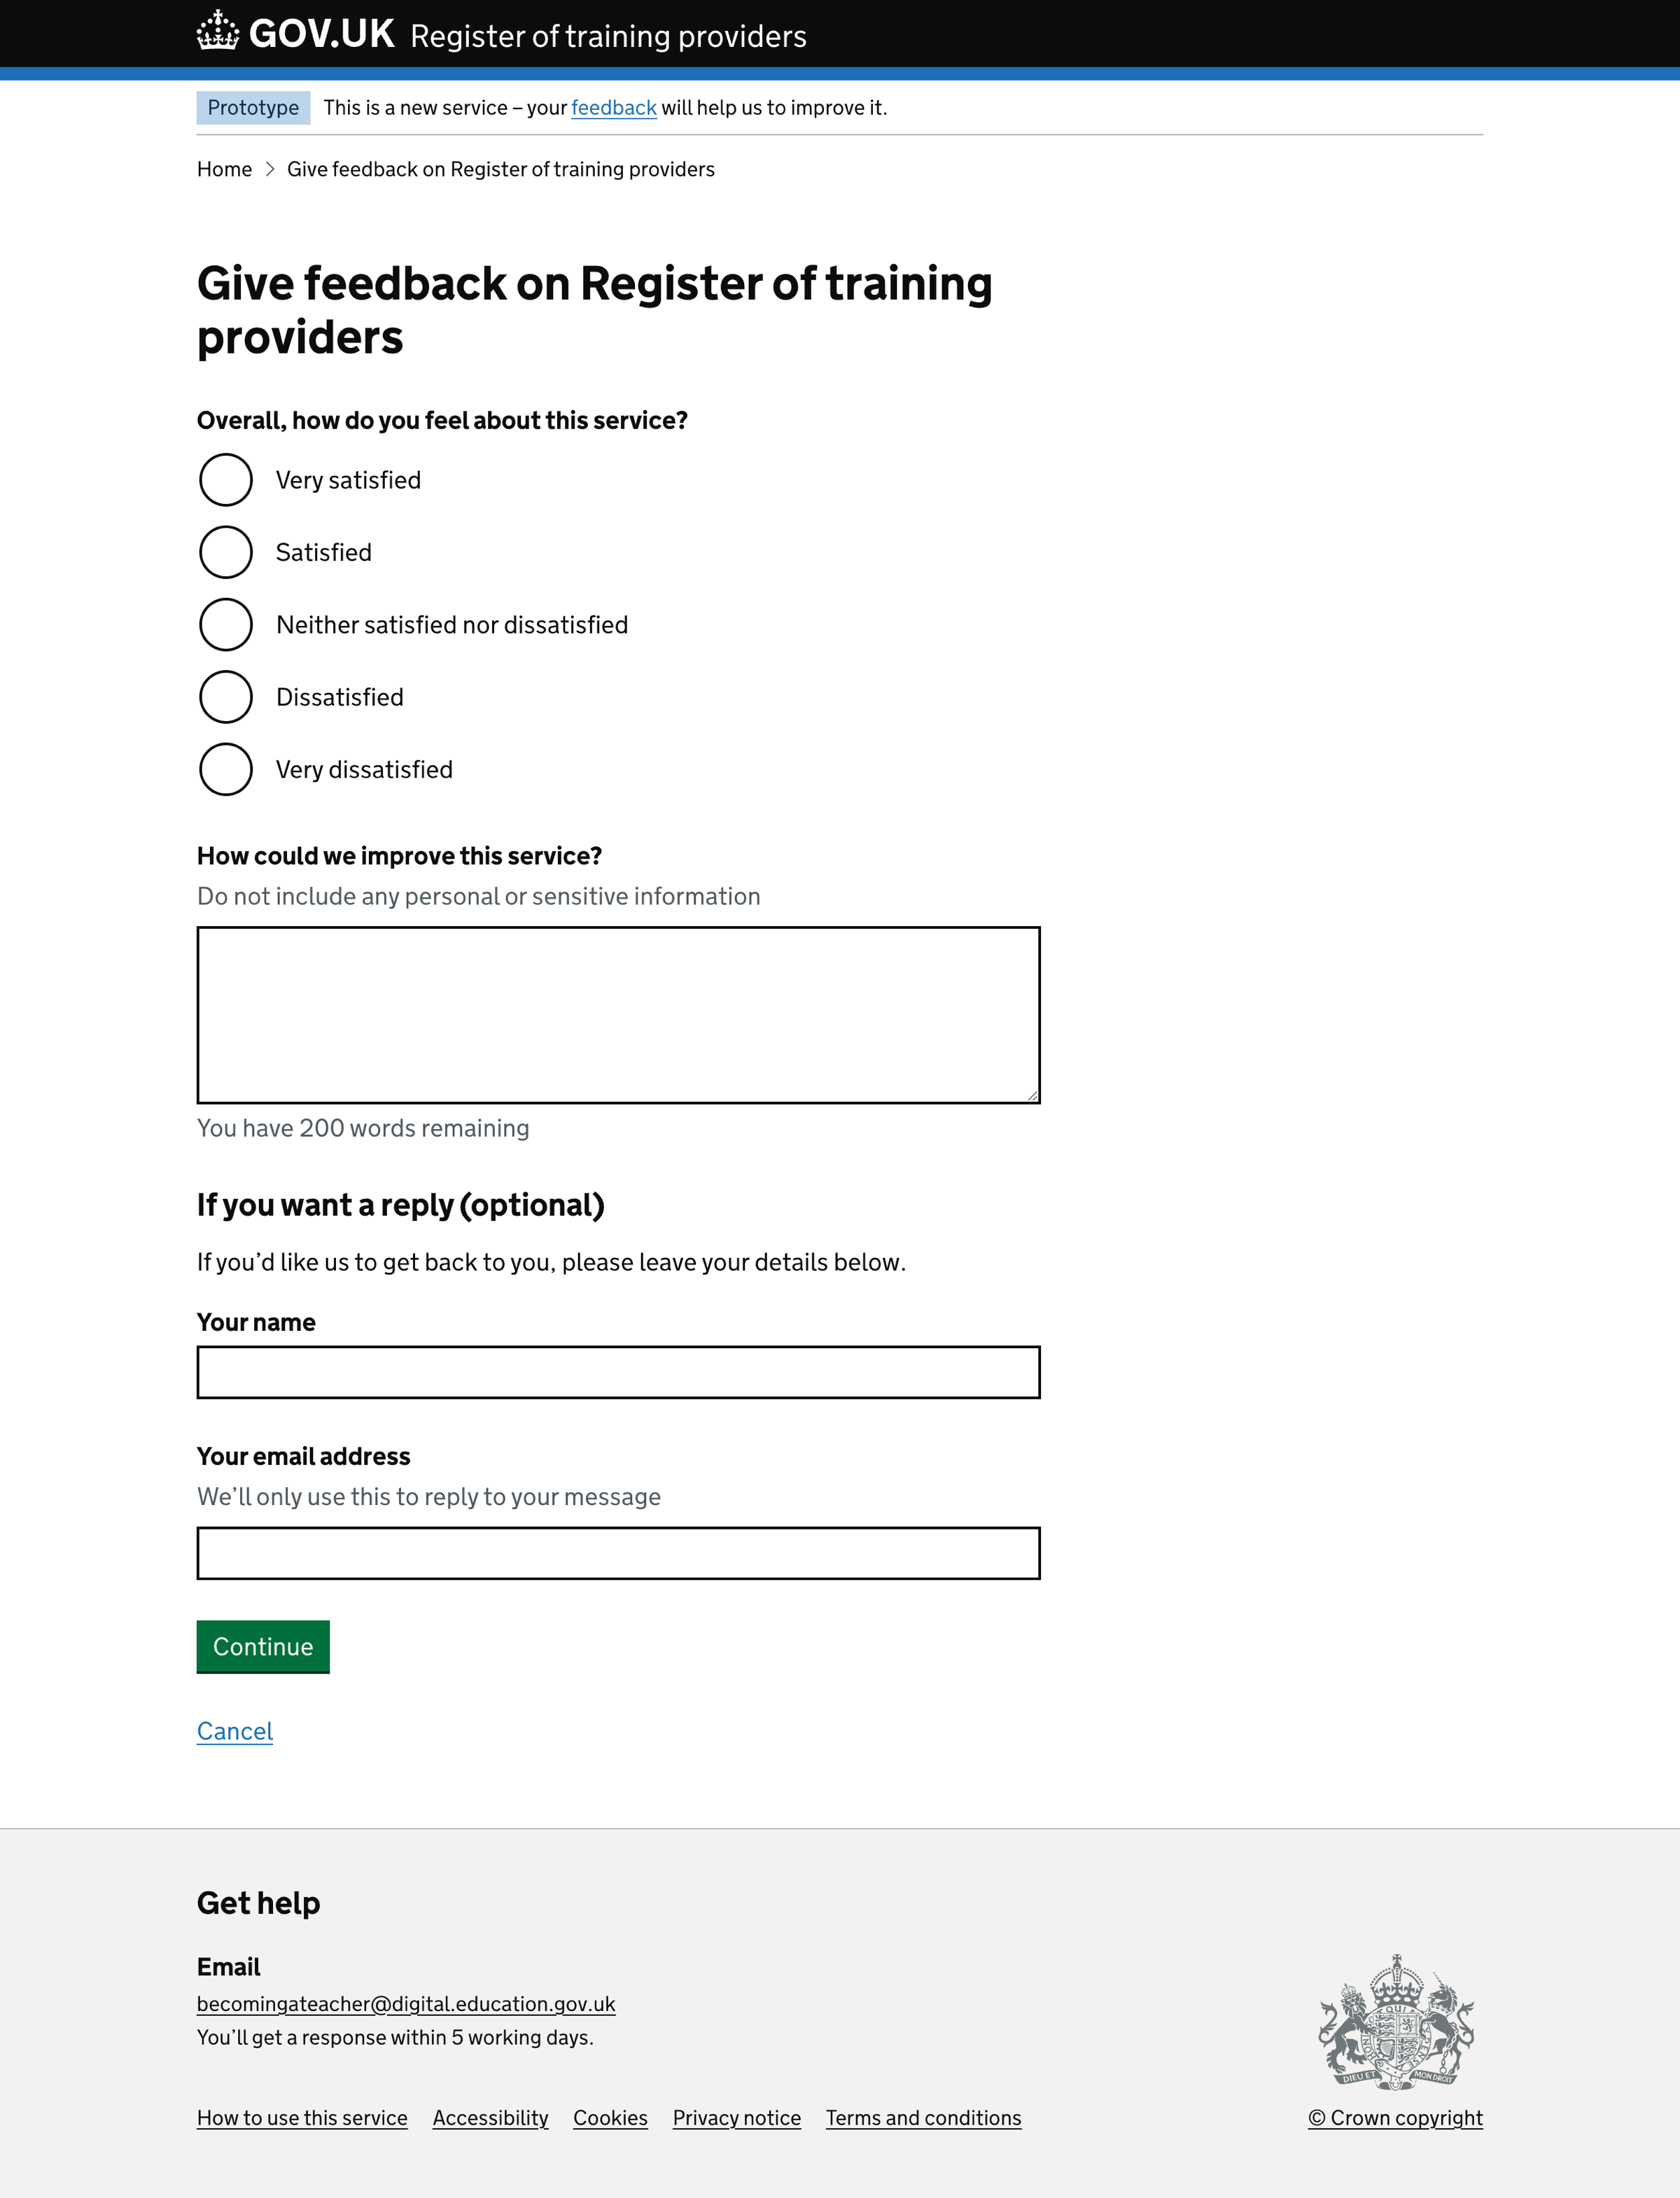 GOV.UK Register of training providers
Prototype This is a new service – your feedback will help us to improve it.
Home Give feedback on Register of training providers
Give feedback on Register of training
providers
Overall, how do you feel about this service?
Very satisfied
Satisfied
Neither satisfied nor dissatisfied
Dissatisfied
Very dissatisfied
How could we improve this service?
Do not include any personal or sensitive information
You have 200 words remaining
If you want a reply (optional)
If you’d like us to get back to you, please leave your details below.
Your name
Your email address
We’ll only use this to reply to your message
Continue
Cancel
Get help
Email
becomingateacher@digital.education.gov.uk
You’ll get a response within 5 working days.
DIEU ET MON DROIT
How to use this service Accessibility Cookies Privacy notice Terms and conditions © Crown copyright